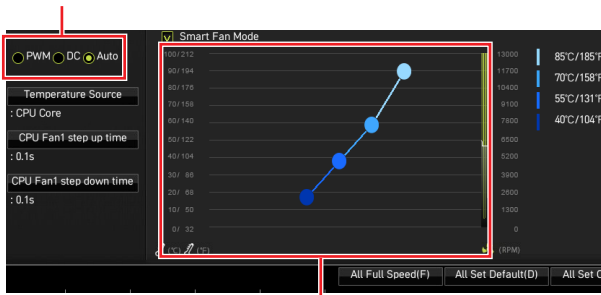 Smart Fan Mode
PWM DC Auto
Temperature Source
: CPU Core
CPU Fan1 step up time
: 0.1s
CPU Fan1 step down time
: 0.1s
100/212 13000
90/194 11700
80/176 10400
70/158 9100
60/140 7800
50/122 6500
40/104 5200
30/ 86 3900
20/ 68 2600
10/ 50 1300
0/ 32 0
(℃) (℉) (RPM)
85℃/185℉
70℃/158℉
55℃/131℉
40℃/104℉
All Full Speed(F) All Set Default(D) All Set